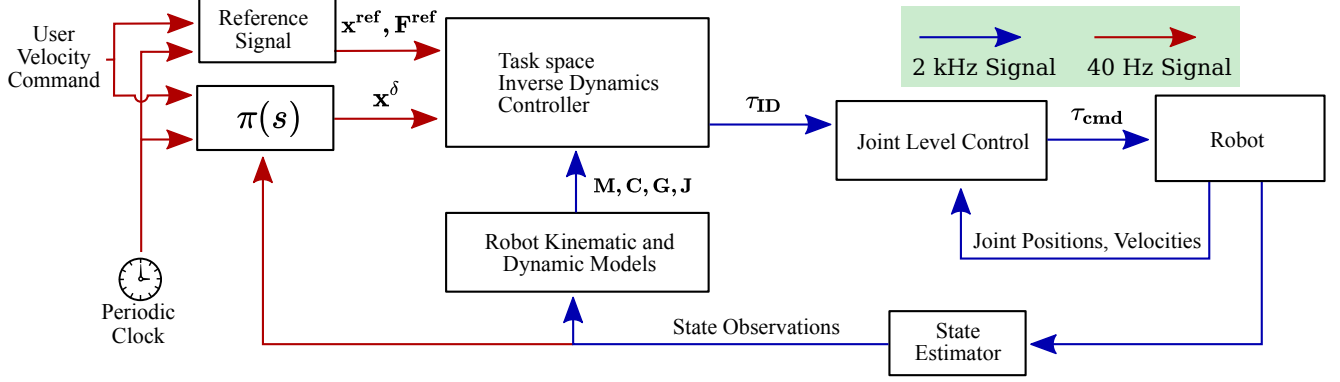 User
Velocity
Command
Reference
Signal
x^ref, F^ref
π(s)
x^δ
Task space
Inverse Dynamics
Controller
2 kHz Signal
40 Hz Signal
τ_ID
Joint Level Control
τ_cmd
Robot
M, C, G, J
Joint Positions, Velocities
Robot Kinematic and
Dynamic Models
Periodic
Clock
State Observations
State
Estimator